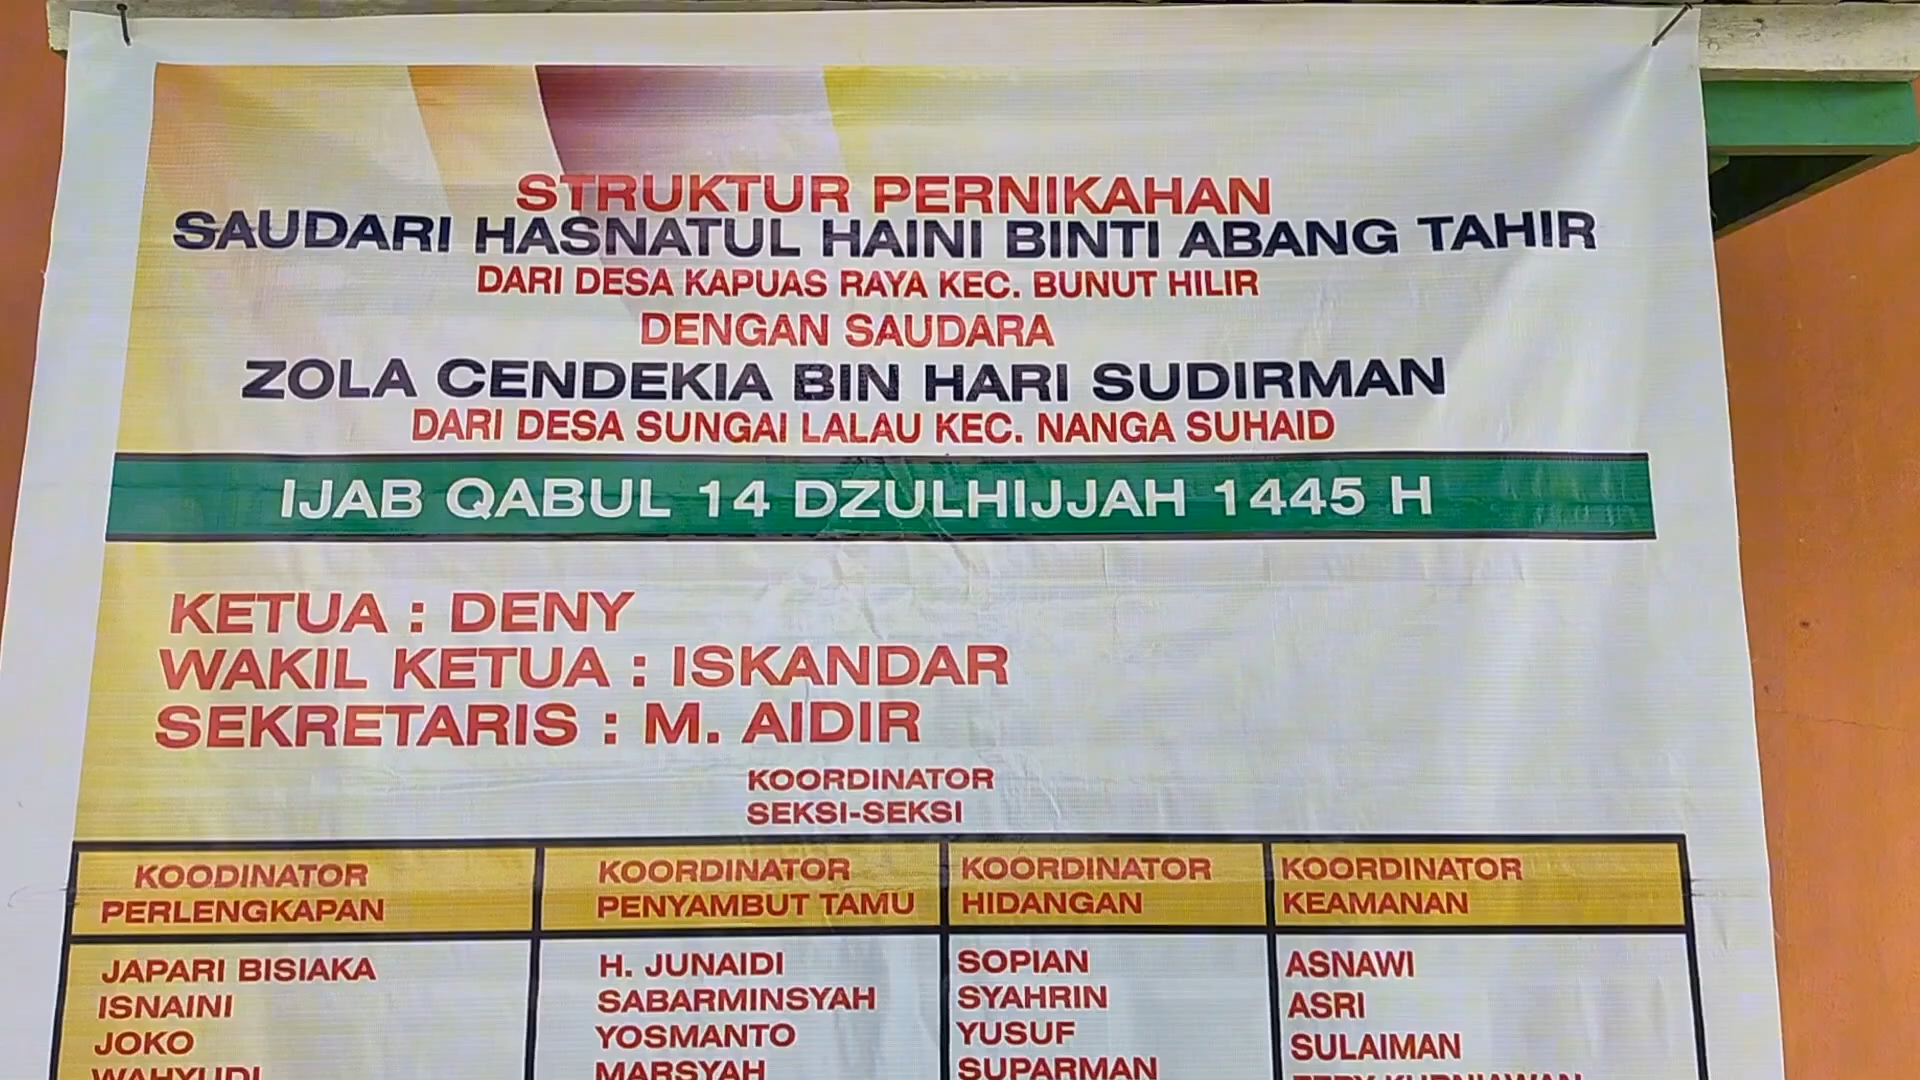 STRUKTUR PERNIKAHAN
SAUDARI HASNATUL HAINI BINTI ABANG TAHIR
DARI DESA KAPUAS RAYA KEC. BUNUT HILIR
DENGAN SAUDARA
ZOLA CENDEKIA BIN HARI SUDIRMAN
DARI DESA SUNGAI LALAU KEC. NANGA SUHAID
IJAB QABUL 14 DZULHIJJAH 1445 H
KETUA : DENY
WAKIL KETUA : ISKANDAR
SEKRETARIS : M. AIDIR
KOORDINATOR
SEKSI-SEKSI
KOODINATOR
PERLENGKAPAN
JAPARI BISIAKA
ISNAINI
JOKO
WAHYUDI
KOORDINATOR
PENYAMBUT TAMU
H. JUNAIDI
SABARMINSYAH
YOSMANTO
MARSYAH
KOORDINATOR
HIDANGAN
SOPIAN
SYAHRIN
YUSUF
SUPARMAN
KOORDINATOR
KEAMANAN
ASNAWI
ASRI
SULAIMAN